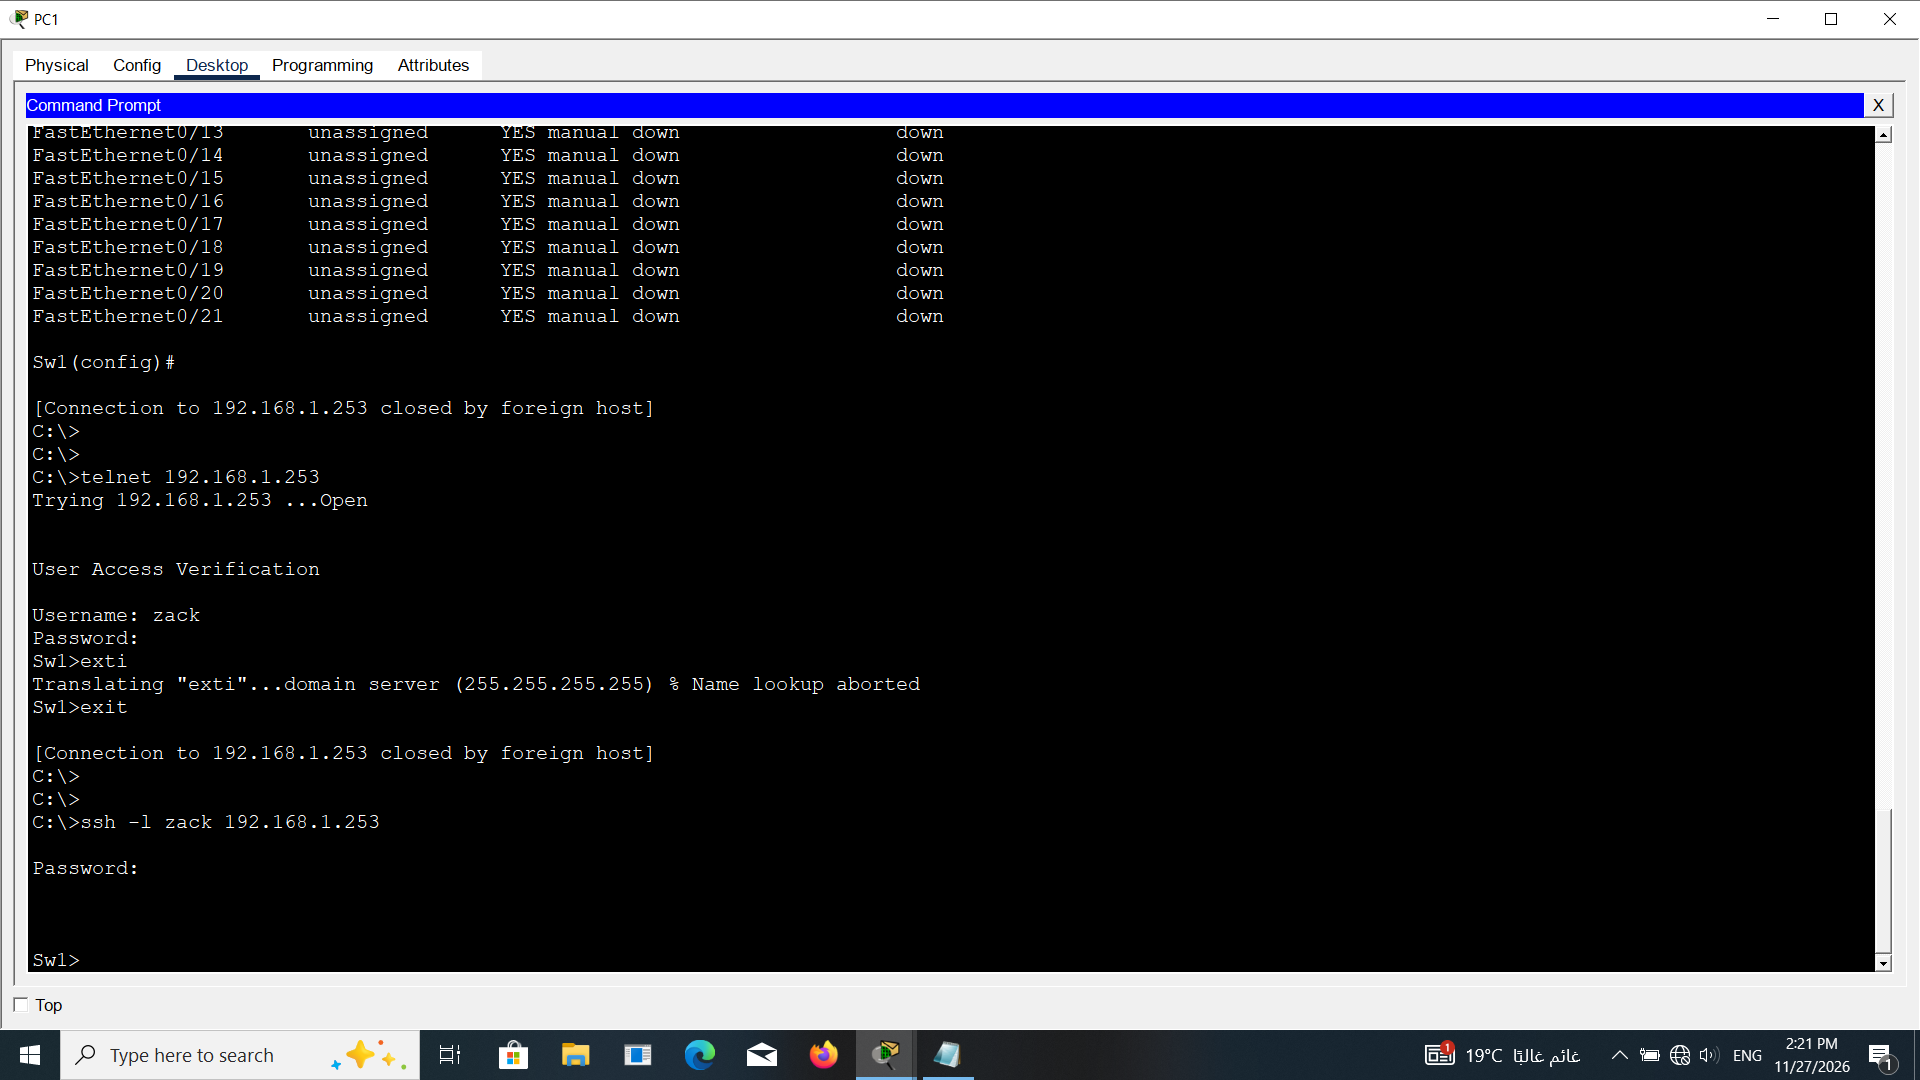 PC1
Physical Config Desktop Programming Attributes
Command Prompt X
FastEthernet0/13 unassigned YES manual down down
FastEthernet0/14 unassigned YES manual down down
FastEthernet0/15 unassigned YES manual down down
FastEthernet0/16 unassigned YES manual down down
FastEthernet0/17 unassigned YES manual down down
FastEthernet0/18 unassigned YES manual down down
FastEthernet0/19 unassigned YES manual down down
FastEthernet0/20 unassigned YES manual down down
FastEthernet0/21 unassigned YES manual down down
Sw1(config)#
[Connection to 192.168.1.253 closed by foreign host]
C:\>
C:\>
C:\>telnet 192.168.1.253
Trying 192.168.1.253 ...Open
User Access Verification
Username: zack
Password:
Sw1>exti
Translating "exti"...domain server (255.255.255.255) % Name lookup aborted
Sw1>exit
[Connection to 192.168.1.253 closed by foreign host]
C:\>
C:\>
C:\>ssh -l zack 192.168.1.253
Password:
Sw1>
Top
Type here to search
1
19°C غائم غالبًا
ENG
2:21 PM
11/27/2026
1